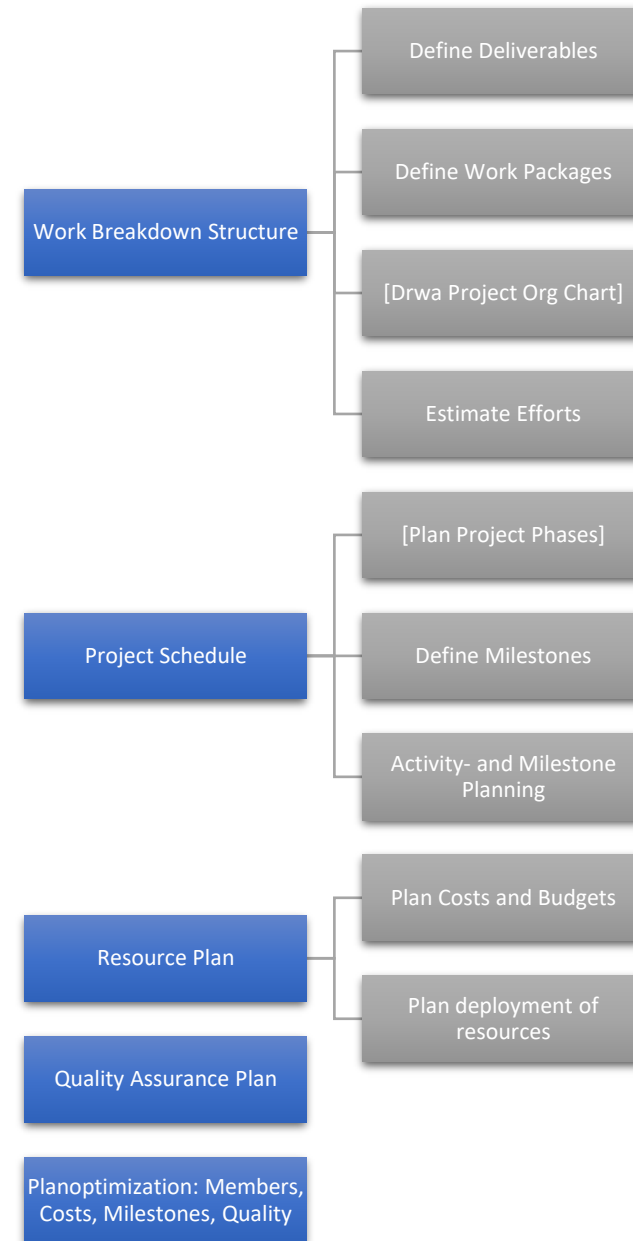 Define Deliverables
Define Work Packages
Work Breakdown Structure
[Drwa Project Org Chart]
Estimate Efforts
[Plan Project Phases]
Project Schedule
Define Milestones
Activity- and Milestone
Planning
Plan Costs and Budgets
Resource Plan
Plan deployment of
resources
Quality Assurance Plan
Planoptimization: Members,
Costs, Milestones, Quality